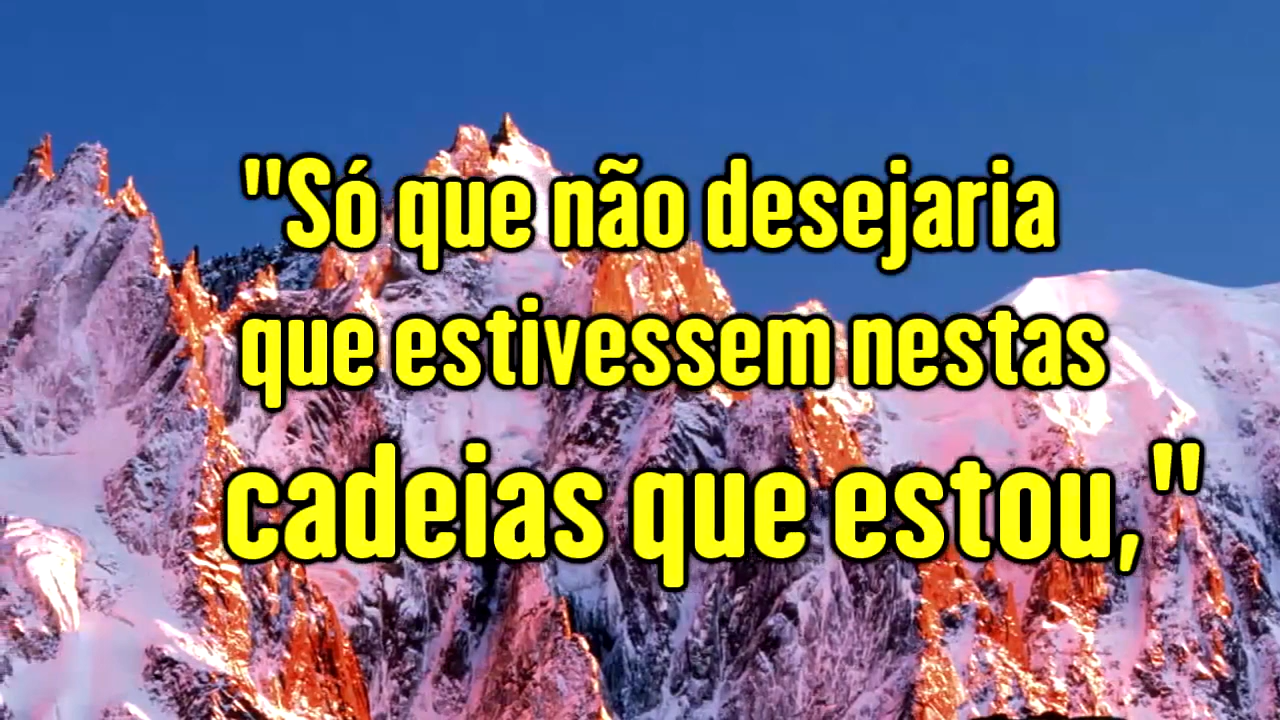 "Só que não desejaria
que estivessem nestas
cadeias que estou,"